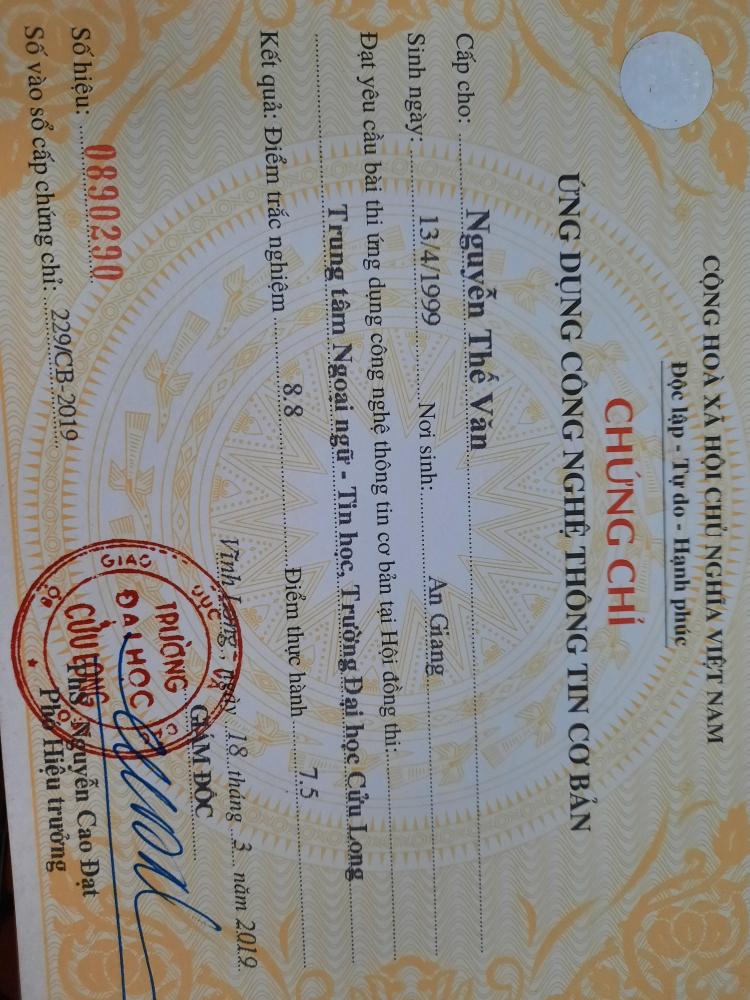 CỘNG HOÀ XÃ HỘI CHỦ NGHĨA VIỆT NAM
Độc lập - Tự do - Hạnh phúc
CHỨNG CHỈ
ỨNG DỤNG CÔNG NGHỆ THÔNG TIN CƠ BẢN
Cấp cho: Nguyễn Thế Văn
Sinh ngày: 13/4/1999 Nơi sinh: An Giang
Đạt yêu cầu bài thi ứng dụng công nghệ thông tin cơ bản tại Hội đồng thi:
Trung tâm Ngoại ngữ - Tin học, Trường Đại học Cửu Long
Kết quả: Điểm trắc nghiệm 8.8 Điểm thực hành 7.5
Vĩnh Long, ngày 18 tháng 3 năm 2019
GIÁM ĐỐC
TRƯỜNG
ĐẠI HỌC
CỬU LONG
Số hiệu: 0890290
Số vào sổ cấp chứng chỉ: 229/CB-2019
Nguyễn Cao Đạt
Phó Hiệu trưởng